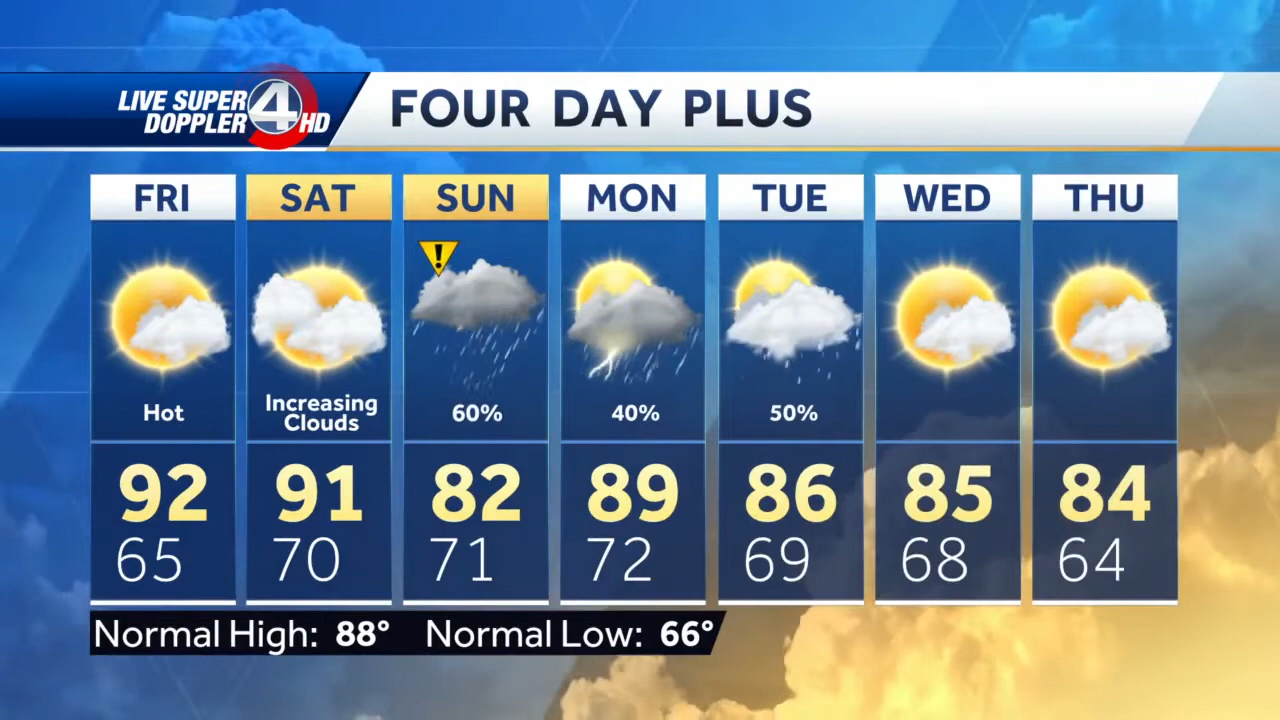 LIVE SUPER
DOPPLER 4 HD
FOUR DAY PLUS
FRI SAT SUN MON TUE WED THU
!
Hot Increasing Clouds 60% 40% 50%
92 91 82 89 86 85 84
65 70 71 72 69 68 64
Normal High: 88° Normal Low: 66°